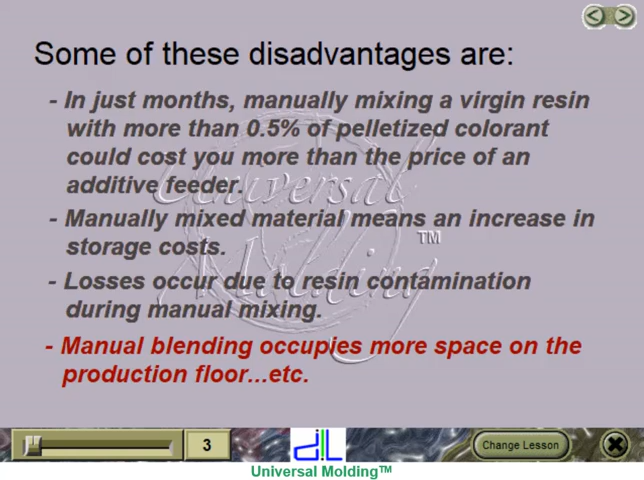 Some of these disadvantages are:
- In just months, manually mixing a virgin resin
with more than 0.5% of pelletized colorant
could cost you more than the price of an
additive feeder.
- Manually mixed material means an increase in
storage costs.
- Losses occur due to resin contamination
during manual mixing.
- Manual blending occupies more space on the
production floor...etc.
Universal
Molding
TM
3
Change Lesson
Universal Molding™